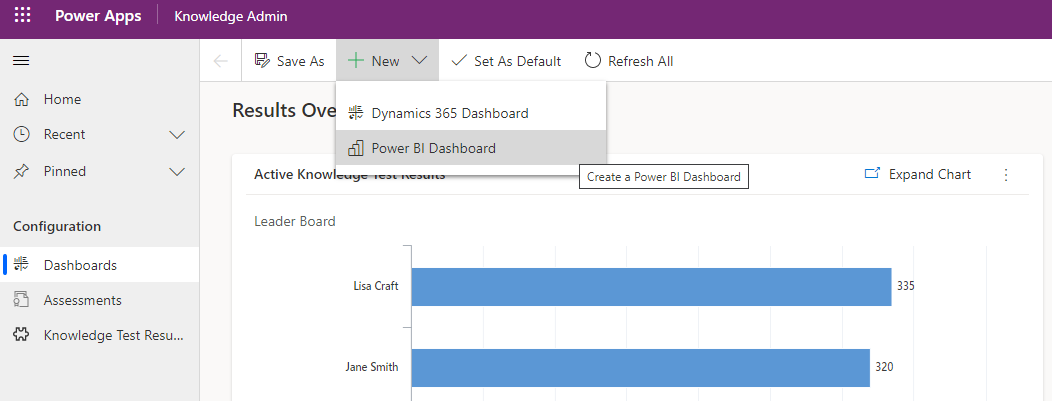 Power Apps Knowledge Admin
Save As New Set As Default Refresh All
Home
Recent
Pinned
Configuration
Dashboards
Assessments
Knowledge Test Resu...
Dynamics 365 Dashboard
Power BI Dashboard
Create a Power BI Dashboard
Results Ove
Active Knowledge Test Results Expand Chart
Leader Board
Lisa Craft 335
Jane Smith 320